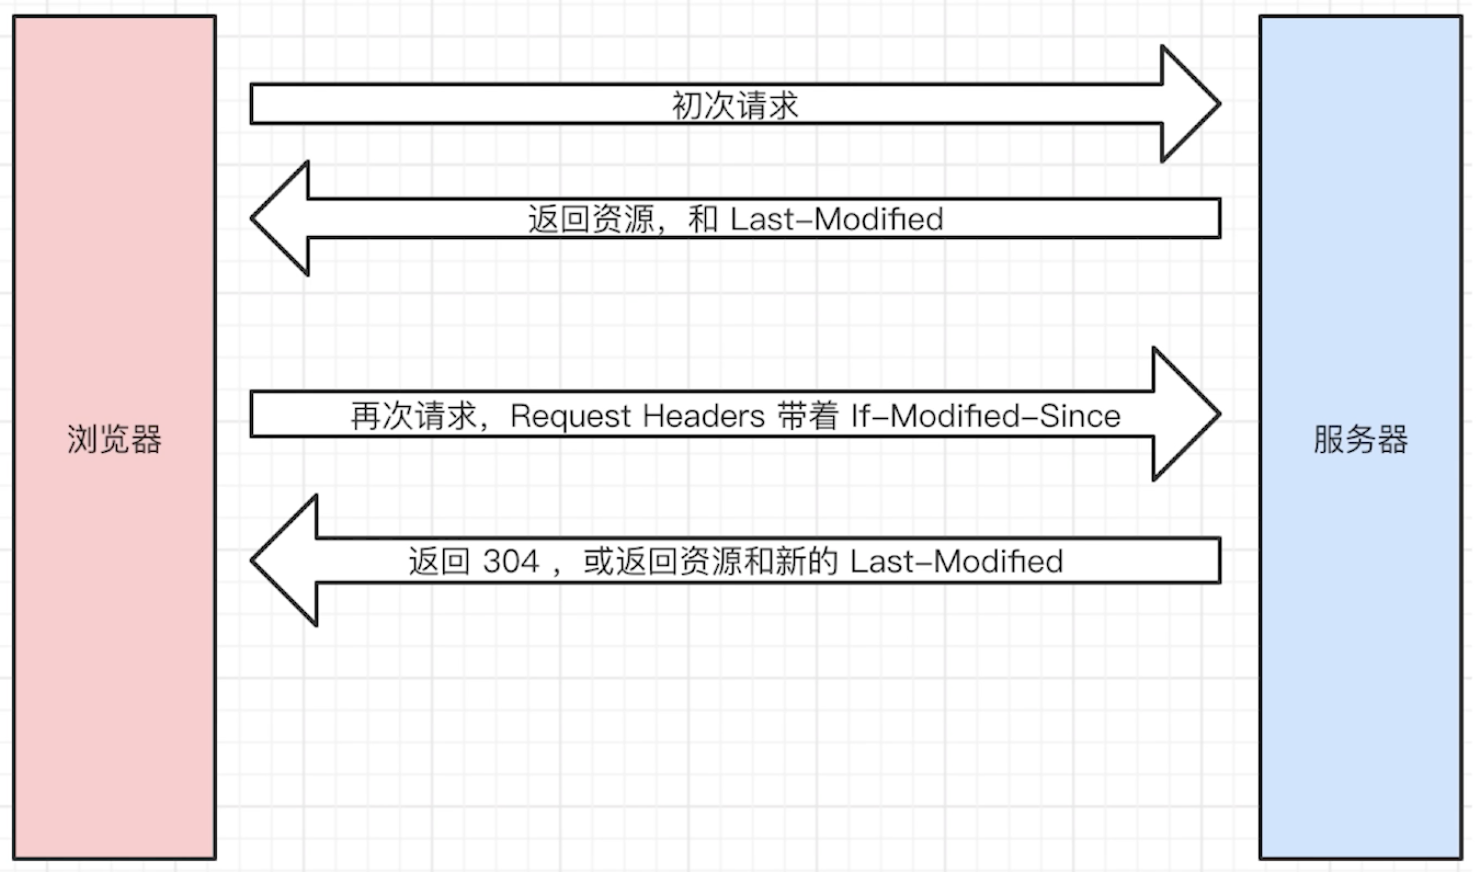 初次请求
返回资源，和 Last-Modified
浏览器
再次请求，Request Headers 带着 If-Modified-Since
服务器
返回 304 ，或返回资源和新的 Last-Modified